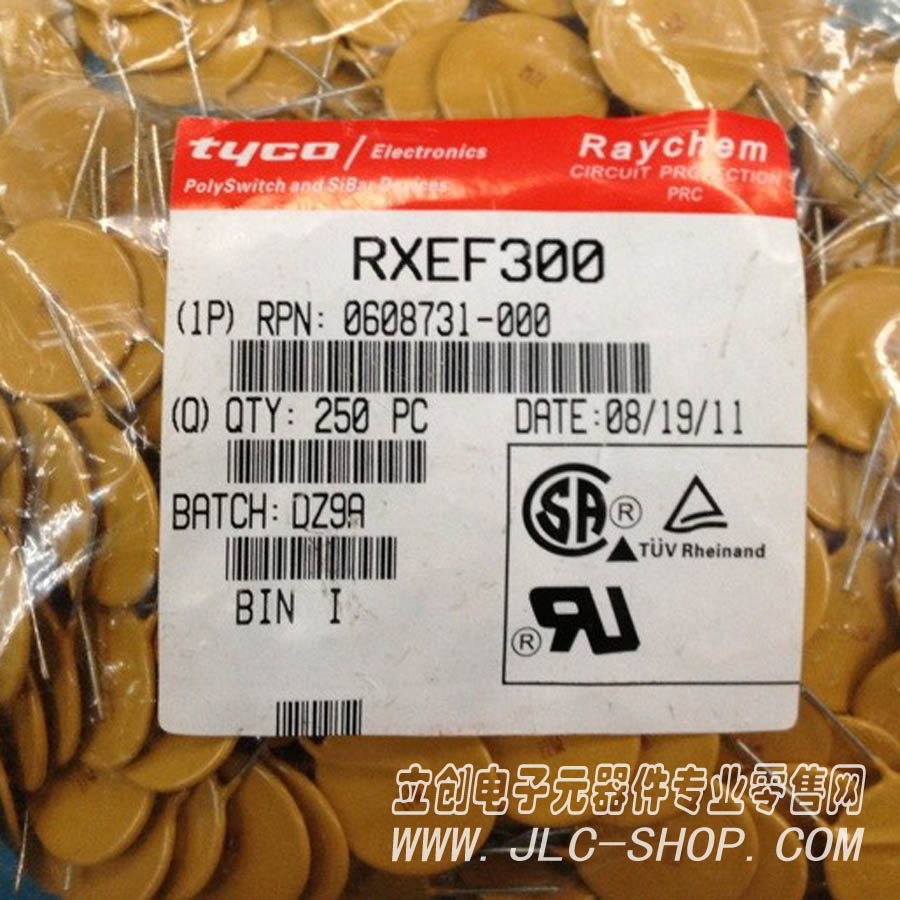 tyco / Electronics
PolySwitch and SiBar Devices
Raychem
CIRCUIT PROTECTION
PRC
RXEF300
(1P) RPN: 0608731-000
(Q) QTY: 250 PC DATE:08/19/11
BATCH: DZ9A
BIN I
SA ®
TÜV Rheinand
® RU
立创电子元器件专业零售网
WWW.JLC-SHOP.COM